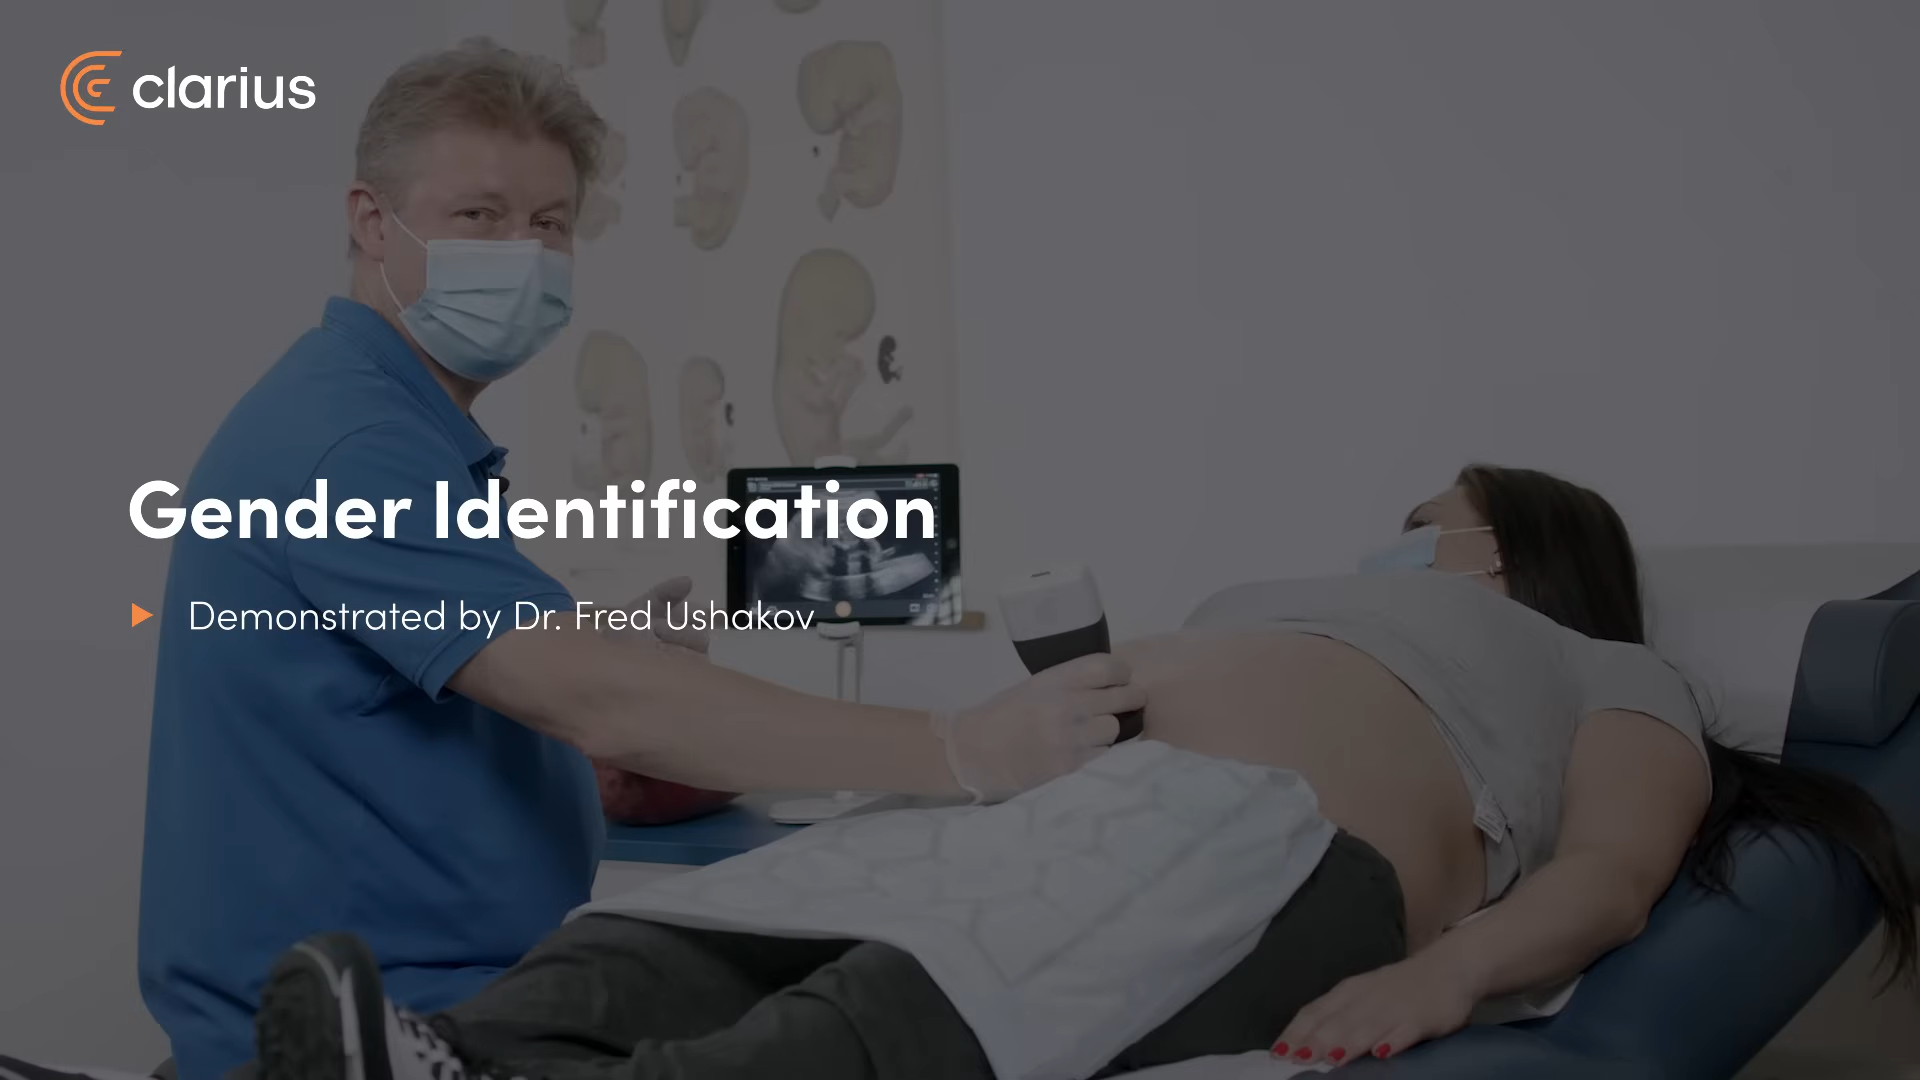 clarius
Gender Identification
Demonstrated by Dr. Fred Ushakov